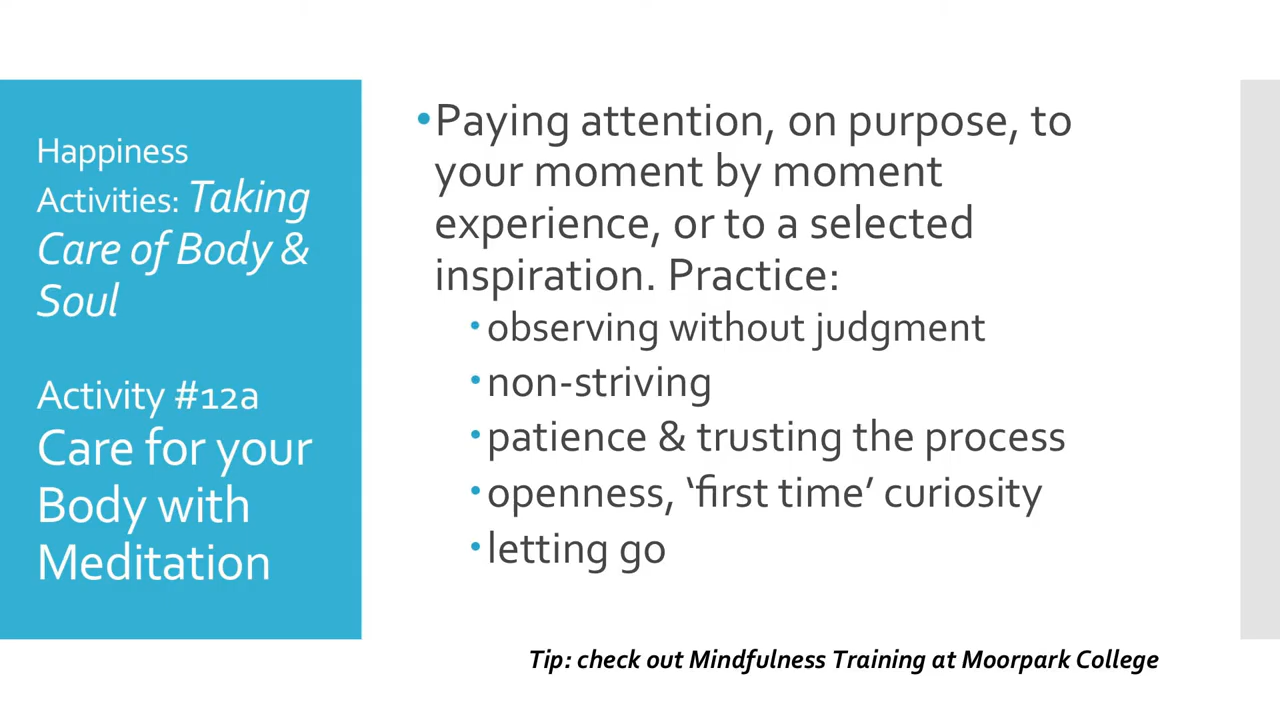 Happiness
Activities: Taking
Care of Body &
Soul
Activity #12a
Care for your
Body with
Meditation
•Paying attention, on purpose, to
your moment by moment
experience, or to a selected
inspiration. Practice:
•observing without judgment
•non-striving
•patience & trusting the process
•openness, ‘first time’ curiosity
•letting go
Tip: check out Mindfulness Training at Moorpark College